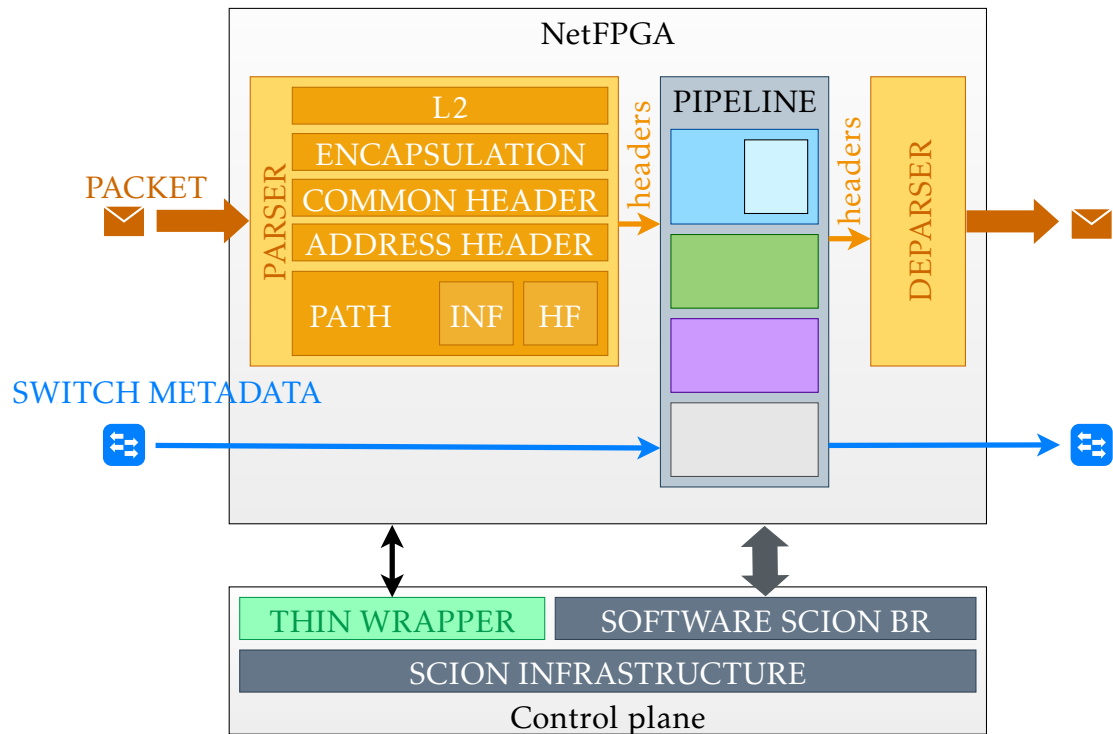 NetFPGA
PACKET
PARSER
L2
ENCAPSULATION
COMMON HEADER
ADDRESS HEADER
PATH
INF
HF
headers
PIPELINE
headers
DEPARSER
SWITCH METADATA
THIN WRAPPER
SOFTWARE SCION BR
SCION INFRASTRUCTURE
Control plane